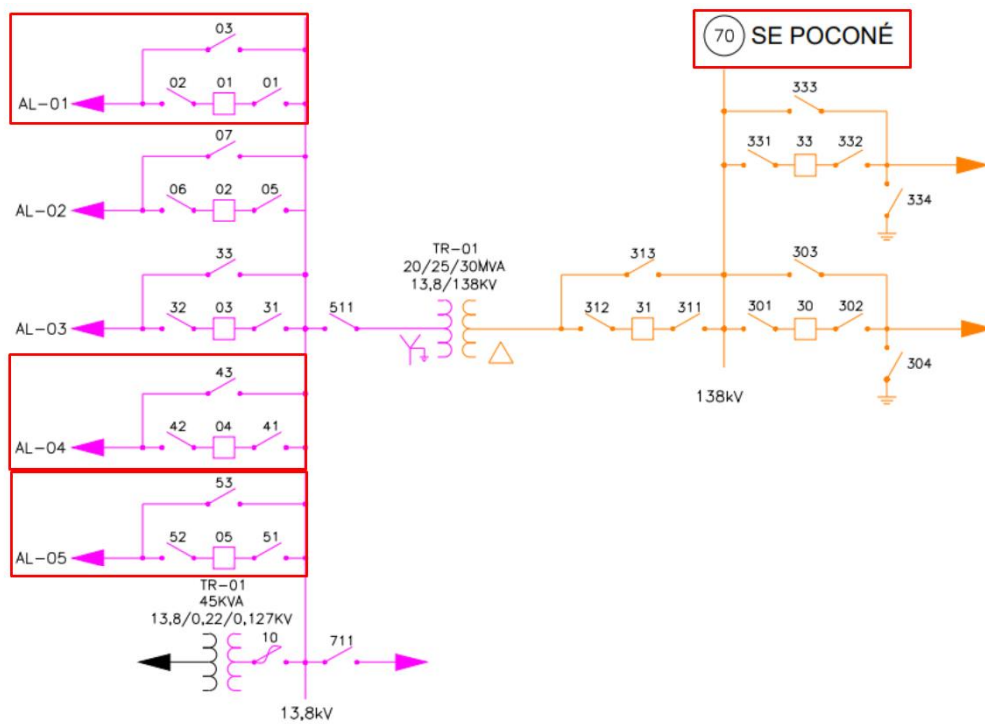 03
02 01 01
AL-01
07
06 02 05
AL-02
33
32 03 31
AL-03
511
43
42 04 41
AL-04
53
52 05 51
AL-05
TR-01
45KVA
13,8/0,22/0,127KV
10
711
13,8kV
TR-01
20/25/30MVA
13,8/138KV
70 SE POCONÉ
333
331 33 332
334
313
312 31 311
303
301 30 302
304
138kV